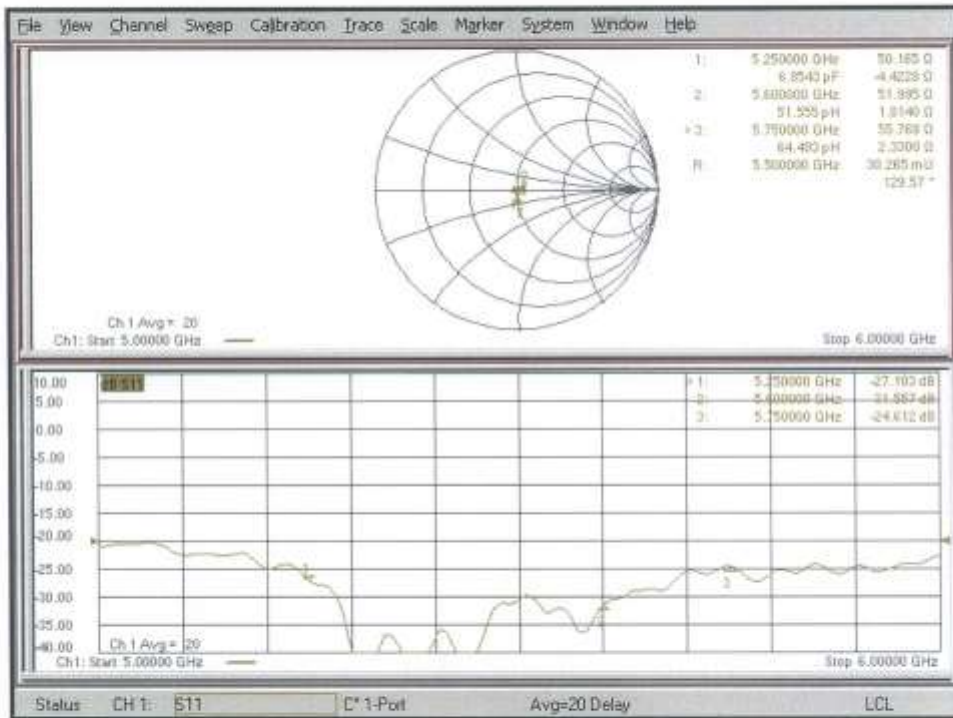 File View Channel Sweep Calibration Trace Scale Marker System Window Help
1: 5.250000 GHz 50.165 Ω
6.8540 pF -4.4228 Ω
2: 5.600000 GHz 51.995 Ω
51.555 pH 1.8140 Ω
> 3: 5.750000 GHz 55.768 Ω
64.493 pH 2.3300 Ω
R: 5.500000 GHz 30.265 mU
129.57 °
Ch 1 Avg = 20
Ch1: Start 5.00000 GHz
Stop 6.00000 GHz
10.00
dB S11
5.00
0.00
-5.00
-10.00
-15.00
-20.00
-25.00
-30.00
-35.00
-40.00
> 1: 5.250000 GHz -27.103 dB
2: 5.600000 GHz
3: 5.750000 GHz -24.612 dB
Ch 1 Avg = 20
Ch1: Start 5.00000 GHz
Stop 6.00000 GHz
Status CH 1: S11 C* 1-Port Avg=20 Delay LCL